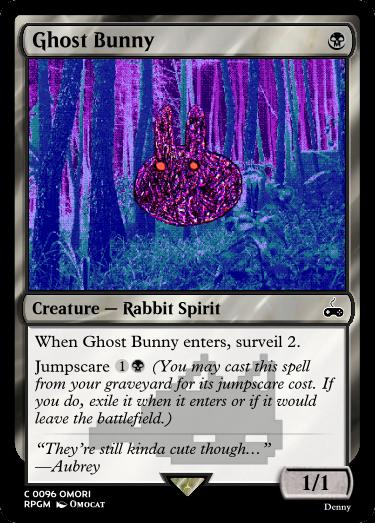 Ghost Bunny
Creature — Rabbit Spirit
When Ghost Bunny enters, surveil 2.
Jumpscare 1 (You may cast this spell
from your graveyard for its jumpscare cost. If
you do, exile it when it enters or if it would
leave the battlefield.)
“They’re still kinda cute though…”
—Aubrey
1/1
C 0096 OMORI
RPGM Omocat
Denny